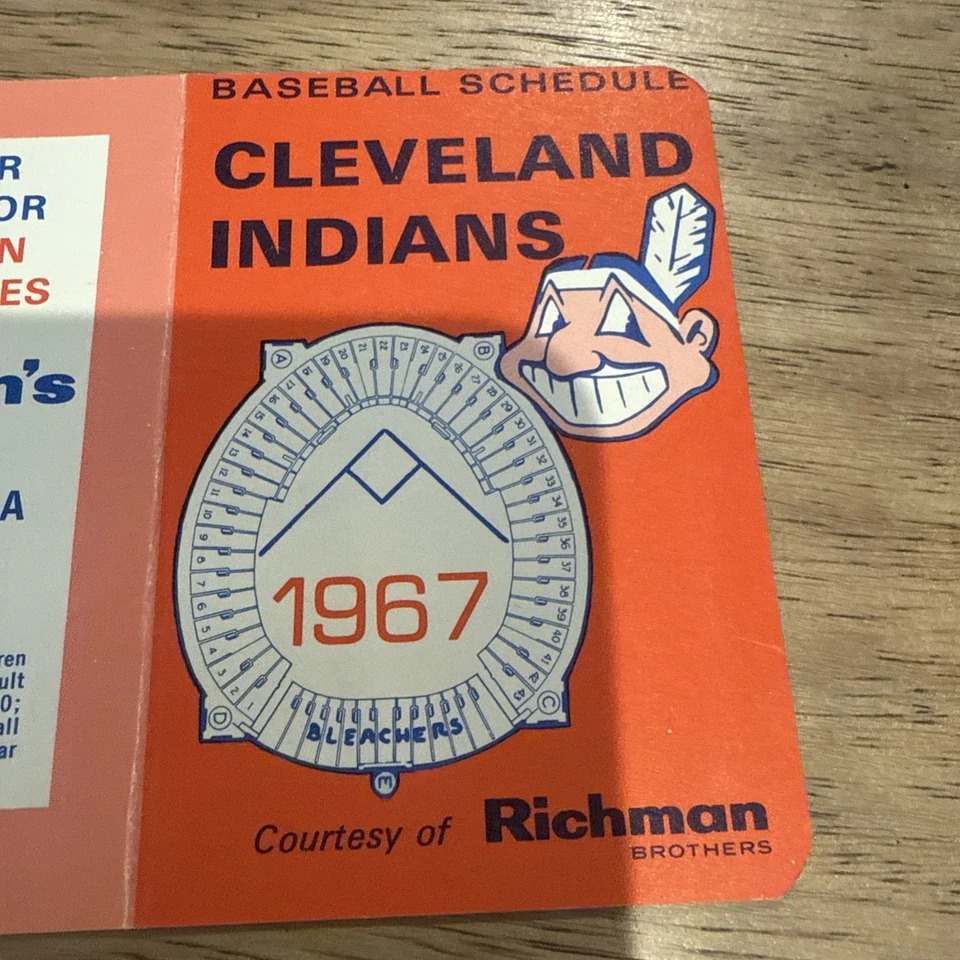 BASEBALL SCHEDULE
CLEVELAND
INDIANS
A
B
1967
BLEACHERS
D
C
E
Courtesy of Richman
BROTHERS
R
OR
N
ES
n's
A
ren
ult
0;
all
ar